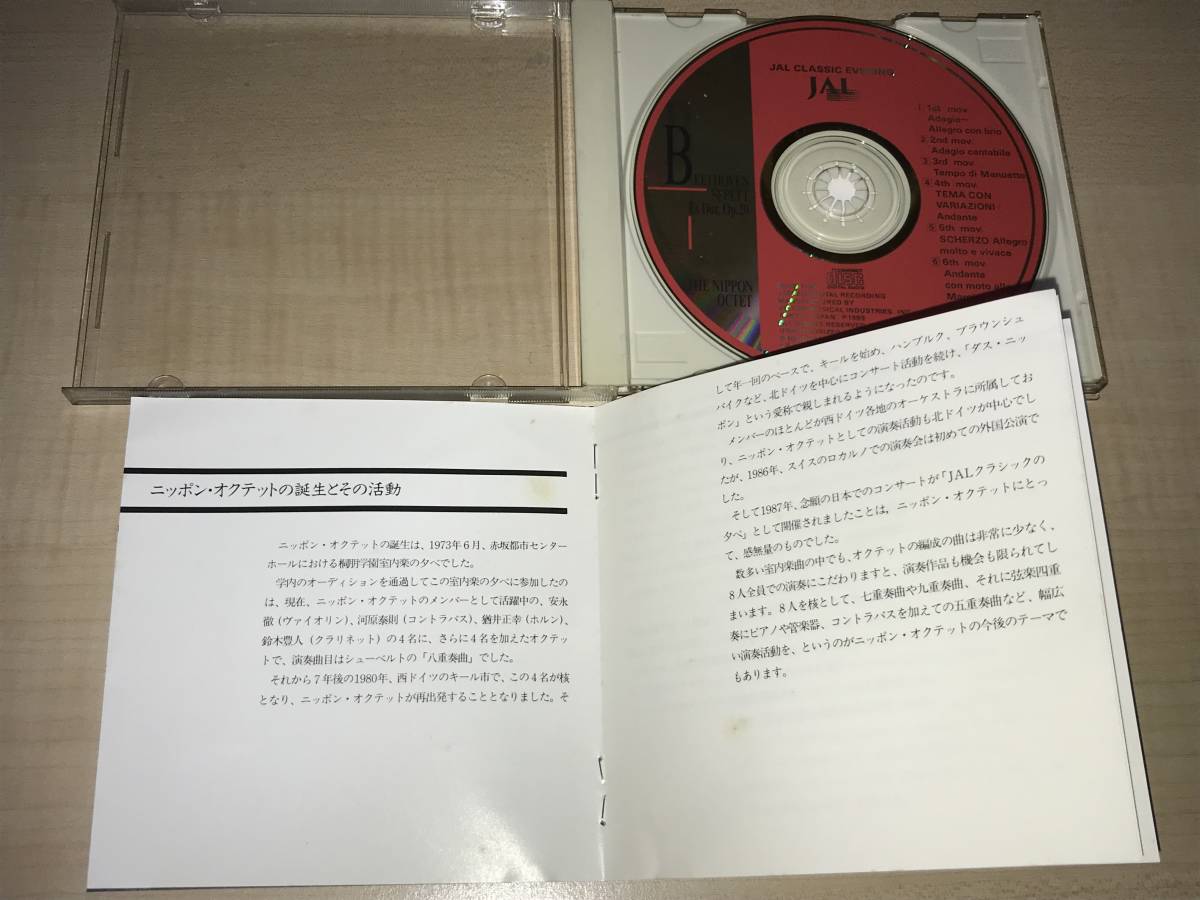 JAL CLASSIC EVENING
JAL
BEETHOVEN
SEPTET
Es Dur, Op.20
THE NIPPON
OCTET
1 1st mov.
Adagio–
Allegro con brio
2 2nd mov.
Adagio cantabile
3 3rd mov.
Tempo di Menuetto
4 4th mov.
TEMA CON
VARIAZIONI
Andante
5 5th mov.
SCHERZO Allegro
molto e vivace
6 6th mov.
Andante
con moto
COMPACT
disc
DIGITAL AUDIO
RECORDING
INDUSTRIES, INC.
ニッポン・オクテットの誕生とその活動
ニッポン・オクテットの誕生は、1973年6月、赤坂都市センター
ホールにおける桐朋学園室内楽の夕べでした。
学内のオーディションを通過してこの室内楽の夕べに参加したの
は、現在、ニッポン・オクテットのメンバーとして活躍中の、安永
徹（ヴァイオリン）、河原泰則（コントラバス）、猶井正幸（ホルン）、
鈴木豊人（クラリネット）の4名に、さらに4名を加えたオクテッ
トで、演奏曲目はシューベルトの「八重奏曲」でした。
それから7年後の1980年、西ドイツのキール市で、この4名が核
となり、ニッポン・オクテットが再出発することとなりました。そ
して年一回のペースで、キールを始め、ハンブルク、ブラウンシュ
バイクなど、北ドイツを中心にコンサート活動を続け、「ダス・ニッ
ポン」という愛称で親しまれるようになったのです。
メンバーのほとんどが西ドイツ各地のオーケストラに所属してお
り、ニッポン・オクテットとしての演奏活動も北ドイツが中心でし
たが、1986年、スイスのロカルノでの演奏会は初めての外国公演で
した。
そして1987年、念願の日本でのコンサートが「JALクラシックの
夕べ」として開催されましたことは、ニッポン・オクテットにとっ
て、感無量のものでした。
数多い室内楽曲の中でも、オクテットの編成の曲は非常に少なく、
8人全員での演奏にこだわりますと、演奏作品も機会も限られてし
まいます。8人を核として、七重奏曲や九重奏曲、それに弦楽四重
奏にピアノや管楽器、コントラバスを加えての五重奏曲など、幅広
い演奏活動を、というのがニッポン・オクテットの今後のテーマで
もあります。